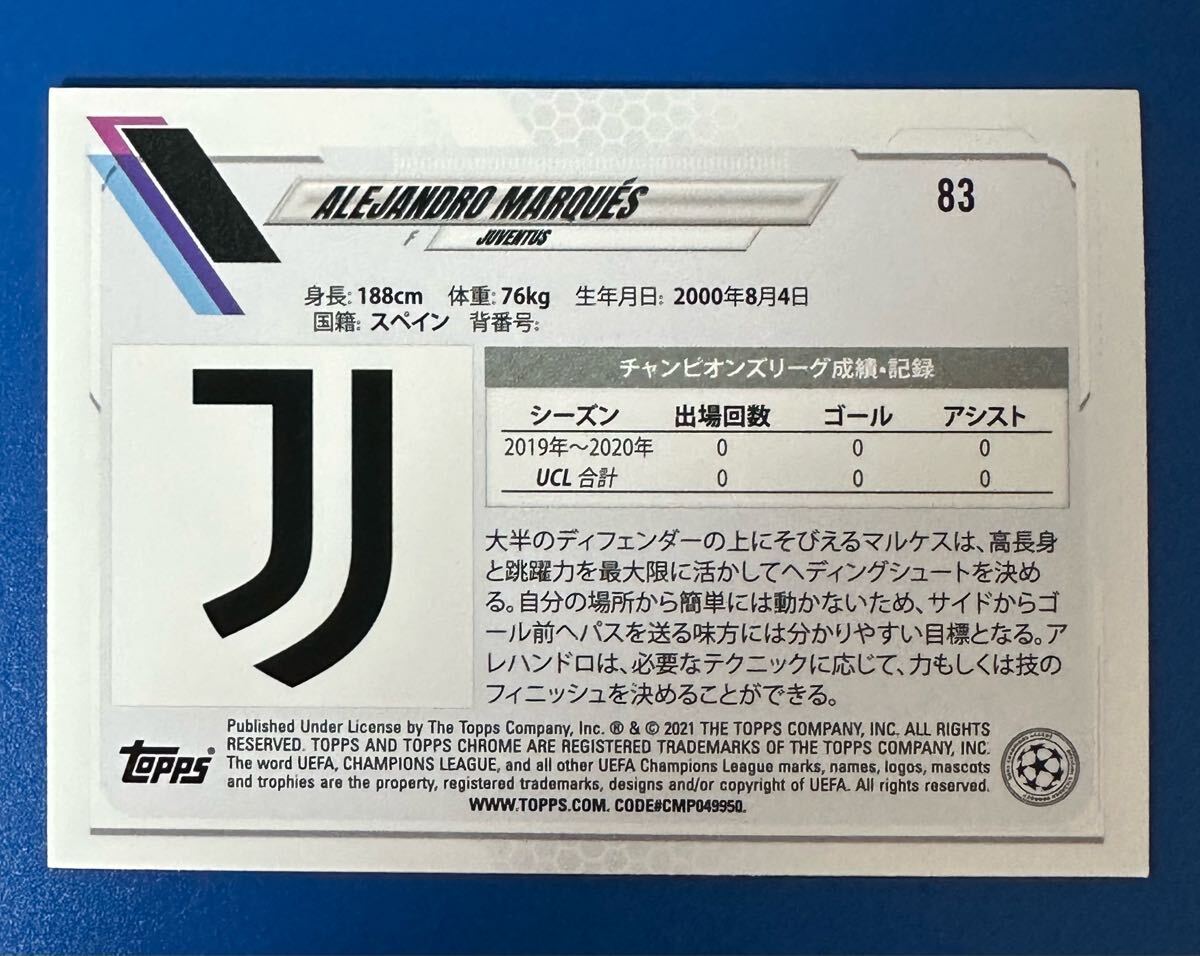 ALEJANDRO MARQUÉS
83
F JUVENTUS
身長: 188cm 体重: 76kg 生年月日: 2000年8月4日
国籍: スペイン 背番号:
チャンピオンズリーグ成績・記録
シーズン 出場回数 ゴール アシスト
2019年～2020年 0 0 0
UCL 合計 0 0 0
大半のディフェンダーの上にそびえるマルケスは、高長身
と跳躍力を最大限に活かしてヘディングシュートを決め
る。自分の場所から簡単には動かないため、サイドからゴ
ール前へパスを送る味方には分かりやすい目標となる。ア
レハンドロは、必要なテクニックに応じて、力もしくは技の
フィニッシュを決めることができる。
Published Under License by The Topps Company, Inc. ® & © 2021 THE TOPPS COMPANY, INC. ALL RIGHTS
RESERVED. TOPPS AND TOPPS CHROME ARE REGISTERED TRADEMARKS OF THE TOPPS COMPANY, INC.
The word UEFA, CHAMPIONS LEAGUE, and all other UEFA Champions League marks, names, logos, mascots
and trophies are the property, registered trademarks, designs and/or copyright of UEFA. All rights reserved.
WWW.TOPPS.COM. CODE#CMP049950.
Topps®